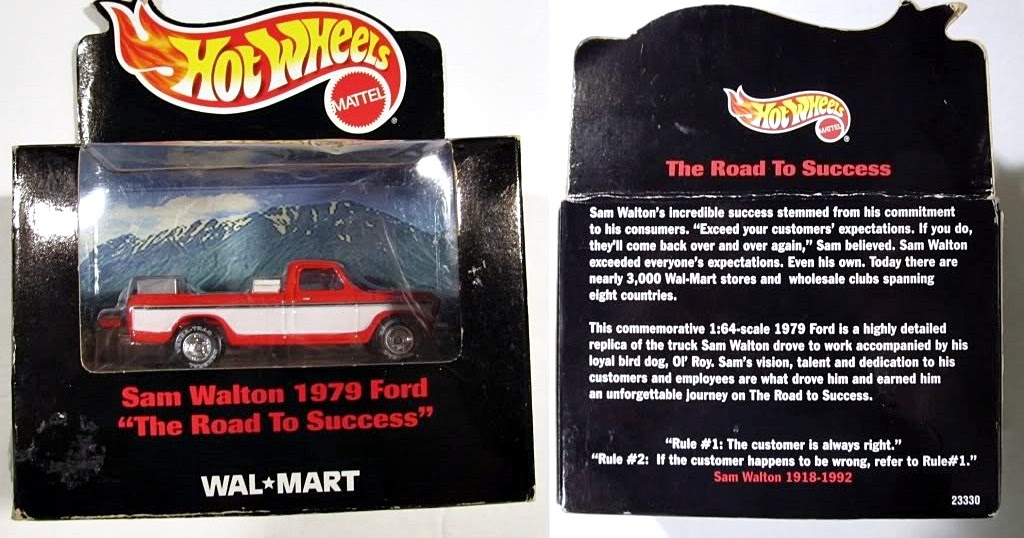 HOT WHEELS
MATTEL
®
Sam Walton 1979 Ford
“The Road To Success”
WAL★MART
HOT WHEELS
MATTEL
®
The Road To Success
Sam Walton's incredible success stemmed from his commitment
to his consumers. “Exceed your customers' expectations. If you do,
they'll come back over and over again,” Sam believed. Sam Walton
exceeded everyone's expectations. Even his own. Today there are
nearly 3,000 Wal-Mart stores and wholesale clubs spanning
eight countries.
This commemorative 1:64-scale 1979 Ford is a highly detailed
replica of the truck Sam Walton drove to work accompanied by his
loyal bird dog, Ol' Roy. Sam's vision, talent and dedication to his
customers and employees are what drove him and earned him
an unforgettable journey on The Road to Success.
“Rule #1: The customer is always right.”
“Rule #2: If the customer happens to be wrong, refer to Rule#1.”
Sam Walton 1918-1992
23330